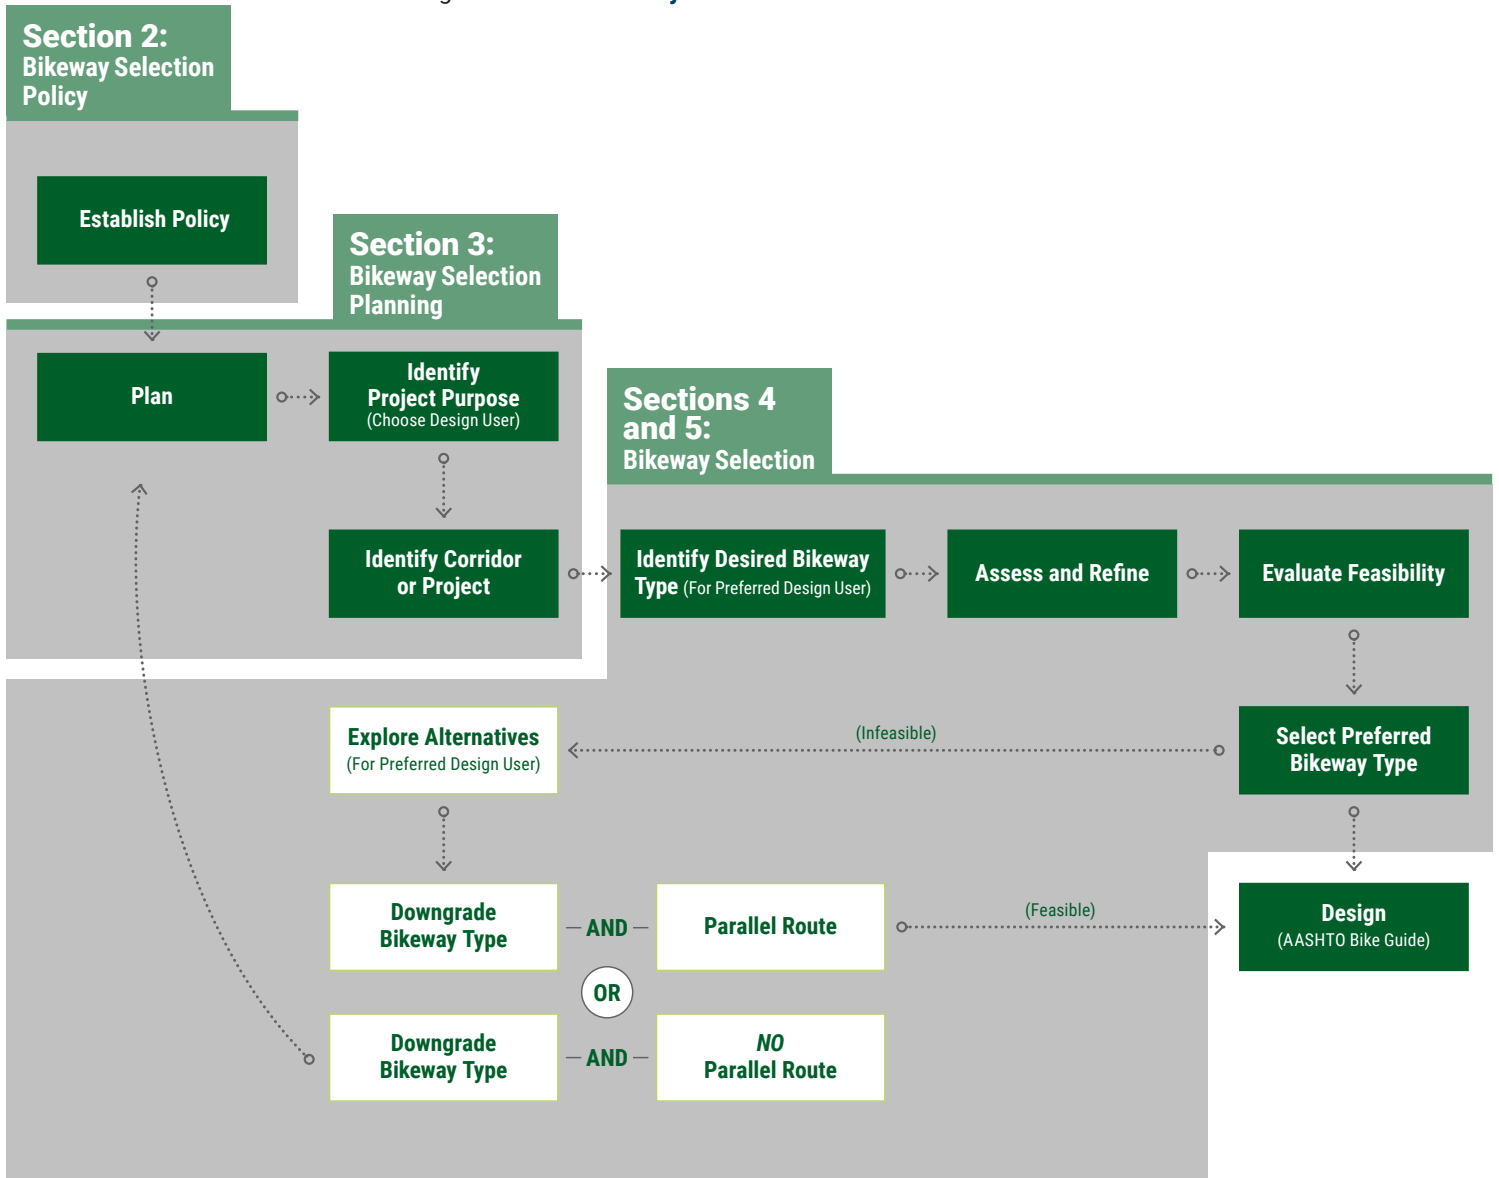 Section 2:
Bikeway Selection
Policy
Establish Policy
Section 3:
Bikeway Selection
Planning
Plan
Identify
Project Purpose
(Choose Design User)
Sections 4
and 5:
Bikeway Selection
Identify Corridor
or Project
Identify Desired Bikeway
Type (For Preferred Design User)
Assess and Refine
Evaluate Feasibility
Explore Alternatives
(For Preferred Design User)
(Infeasible)
Select Preferred
Bikeway Type
Downgrade
Bikeway Type
AND
Parallel Route
(Feasible)
Design
(AASHTO Bike Guide)
OR
Downgrade
Bikeway Type
AND
NO
Parallel Route